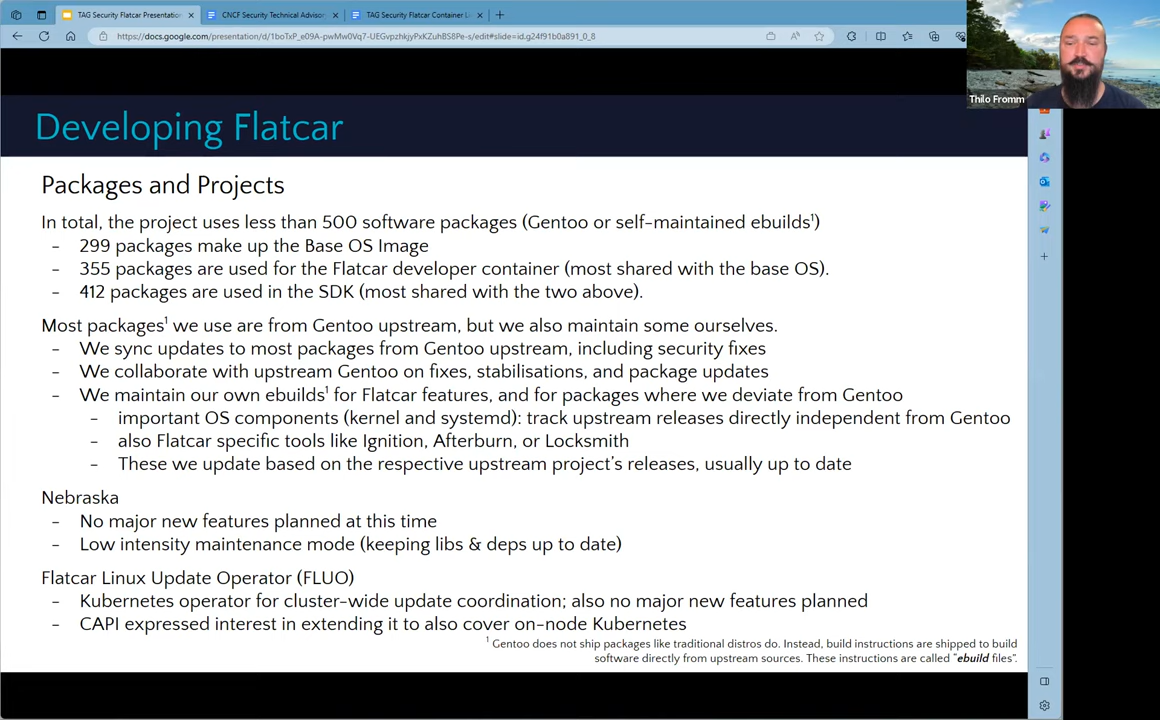 TAG Security Flatcar Presentation
CNCF Security Technical Advisor
TAG Security Flatcar Container Li
https://docs.google.com/presentation/d/1boTxP_e09A-pwMw0Vq7-UEGvpzhkjyPxKZuhBS8Pe-s/edit#slide=id.g24f91b0a891_0_8
Thilo Fromm
Developing Flatcar
Packages and Projects
In total, the project uses less than 500 software packages (Gentoo or self-maintained ebuilds¹)
- 299 packages make up the Base OS Image
- 355 packages are used for the Flatcar developer container (most shared with the base OS).
- 412 packages are used in the SDK (most shared with the two above).
Most packages¹ we use are from Gentoo upstream, but we also maintain some ourselves.
- We sync updates to most packages from Gentoo upstream, including security fixes
- We collaborate with upstream Gentoo on fixes, stabilisations, and package updates
- We maintain our own ebuilds¹ for Flatcar features, and for packages where we deviate from Gentoo
- important OS components (kernel and systemd): track upstream releases directly independent from Gentoo
- also Flatcar specific tools like Ignition, Afterburn, or Locksmith
- These we update based on the respective upstream project's releases, usually up to date
Nebraska
- No major new features planned at this time
- Low intensity maintenance mode (keeping libs & deps up to date)
Flatcar Linux Update Operator (FLUO)
- Kubernetes operator for cluster-wide update coordination; also no major new features planned
- CAPI expressed interest in extending it to also cover on-node Kubernetes
¹ Gentoo does not ship packages like traditional distros do. Instead, build instructions are shipped to build
software directly from upstream sources. These instructions are called "ebuild files".